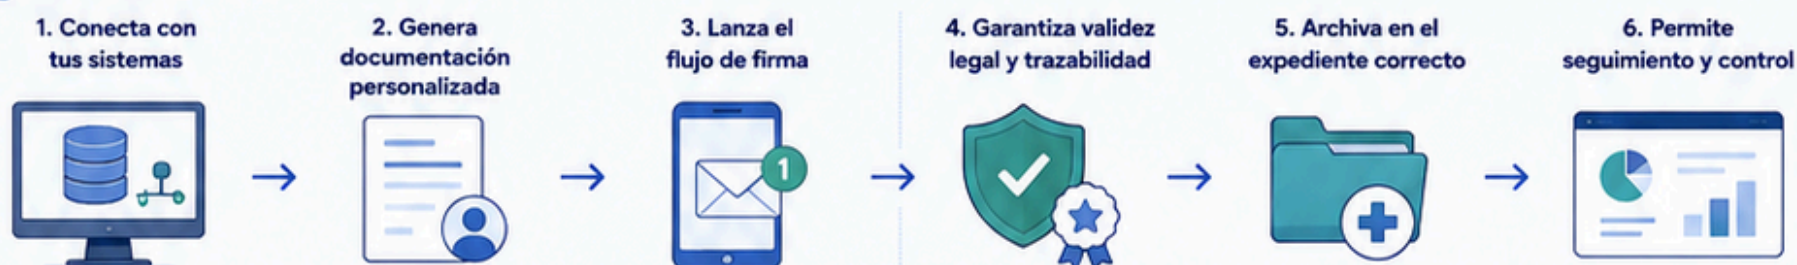 1. Conecta con
tus sistemas
2. Genera
documentación
personalizada
3. Lanza el
flujo de firma
1
4. Garantiza validez
legal y trazabilidad
5. Archiva en el
expediente correcto
6. Permite
seguimiento y control